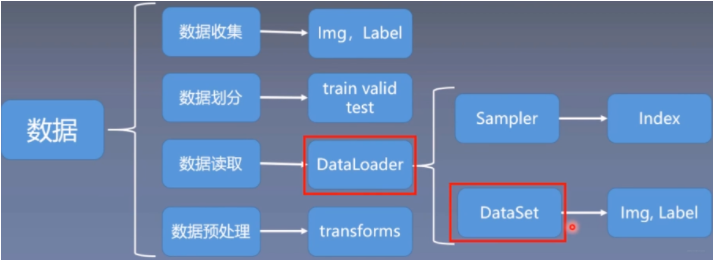 数据
数据收集
Img，Label
数据划分
train valid
test
数据读取
DataLoader
数据预处理
transforms
Sampler
Index
DataSet
Img, Label